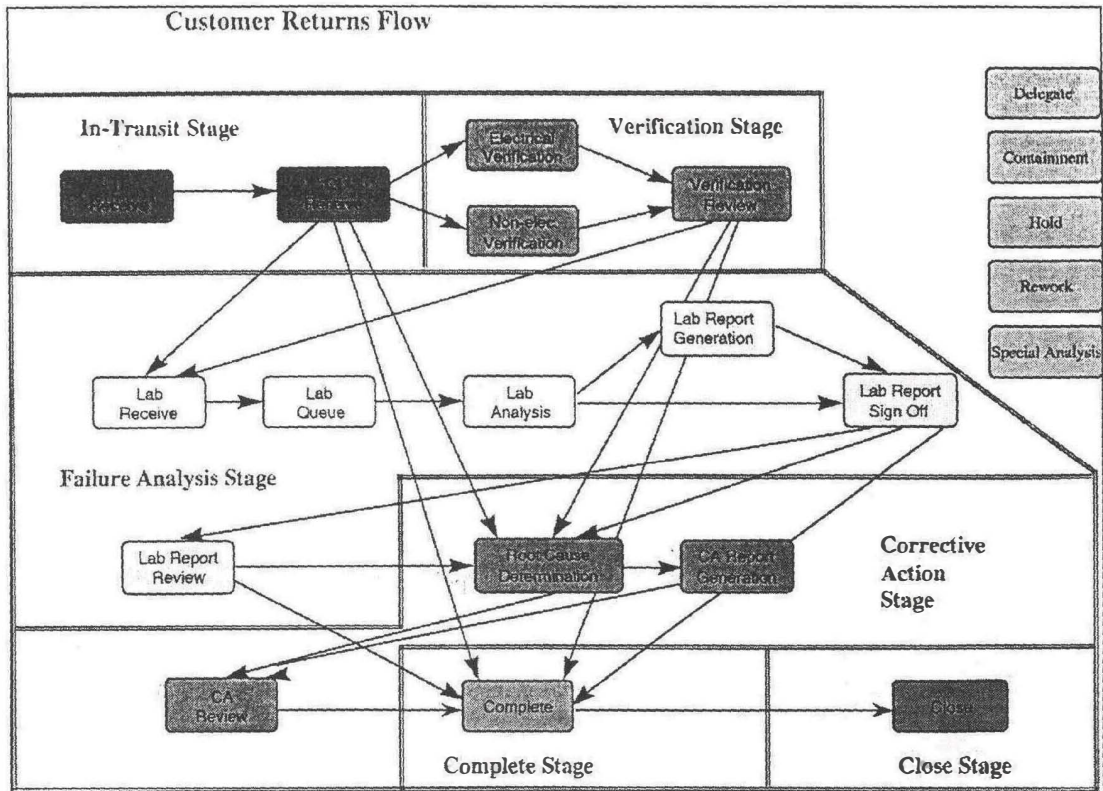 Customer Returns Flow
Delegate
In-Transit Stage
Verification Stage
Electrical
Verification
Containment
Receive
Receive
Verification
Review
Non-elec.
Verification
Hold
Rework
Lab Report
Generation
Special Analysis
Lab
Receive
Lab
Queue
Lab
Analysis
Lab Report
Sign Off
Failure Analysis Stage
Lab Report
Review
Root Cause
Determination
CA Report
Generation
Corrective
Action
Stage
CA
Review
Complete
Close
Complete Stage
Close Stage